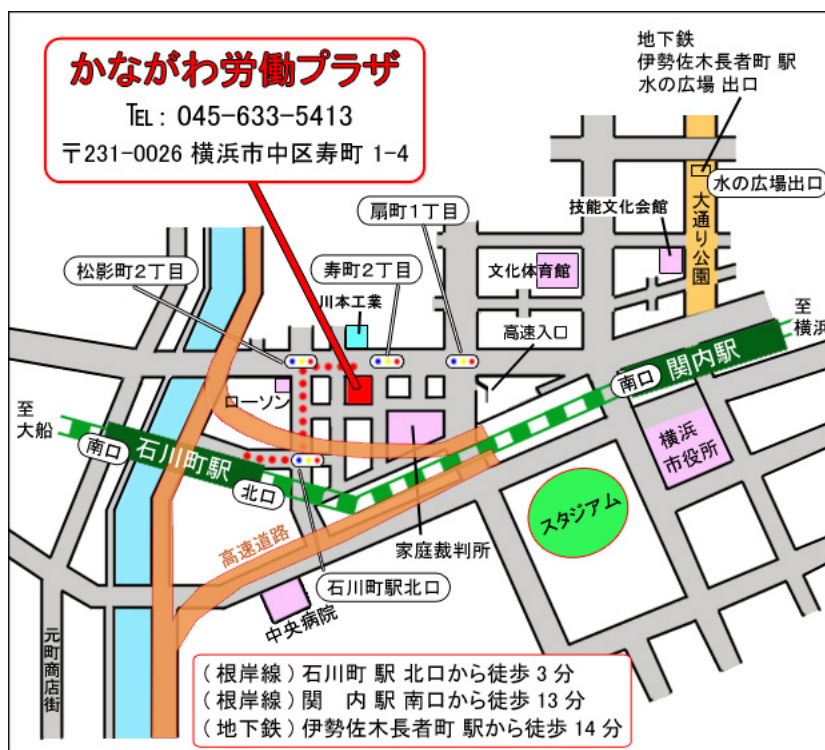 かながわ労働プラザ
TEL : 045-633-5413
〒231-0026 横浜市中区寿町 1-4
地下鉄
伊勢佐木長者町 駅
水の広場 出口
水の広場出口
大通り公園
技能文化会館
扇町1丁目
文化体育館
松影町2丁目
寿町2丁目
川本工業
高速入口
至
横浜
関内駅
南口
ローソン
至
大船
南口
石川町駅
北口
横浜
市役所
スタジアム
家庭裁判所
高速道路
石川町駅北口
中央病院
元町商店街
(根岸線) 石川町 駅 北口から徒歩 3 分
(根岸線) 関 内 駅 南口から徒歩 13 分
(地下鉄) 伊勢佐木長者町 駅から徒歩 14 分